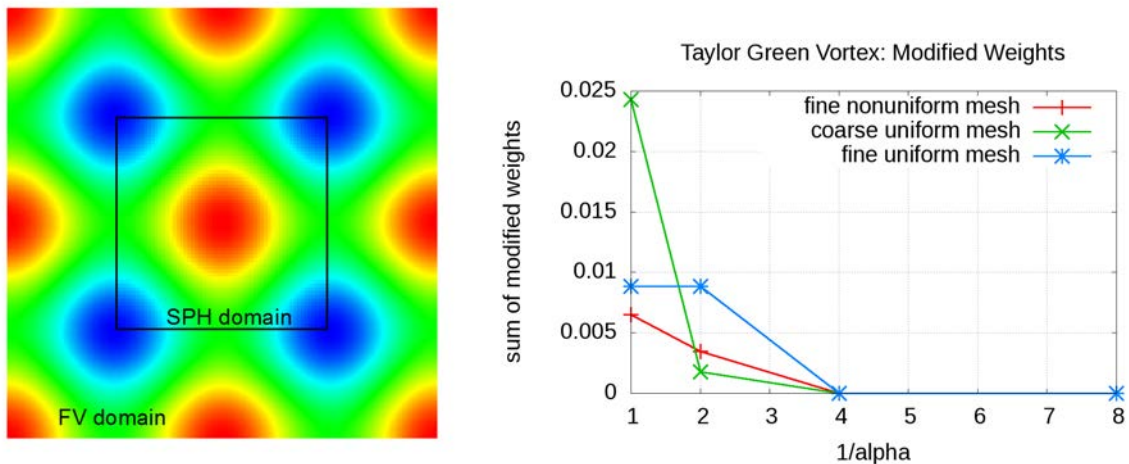 SPH domain
FV domain
Taylor Green Vortex: Modified Weights
fine nonuniform mesh
coarse uniform mesh
fine uniform mesh
sum of modified weights
0.025
0.02
0.015
0.01
0.005
0
1 2 3 4 5 6 7 8
1/alpha